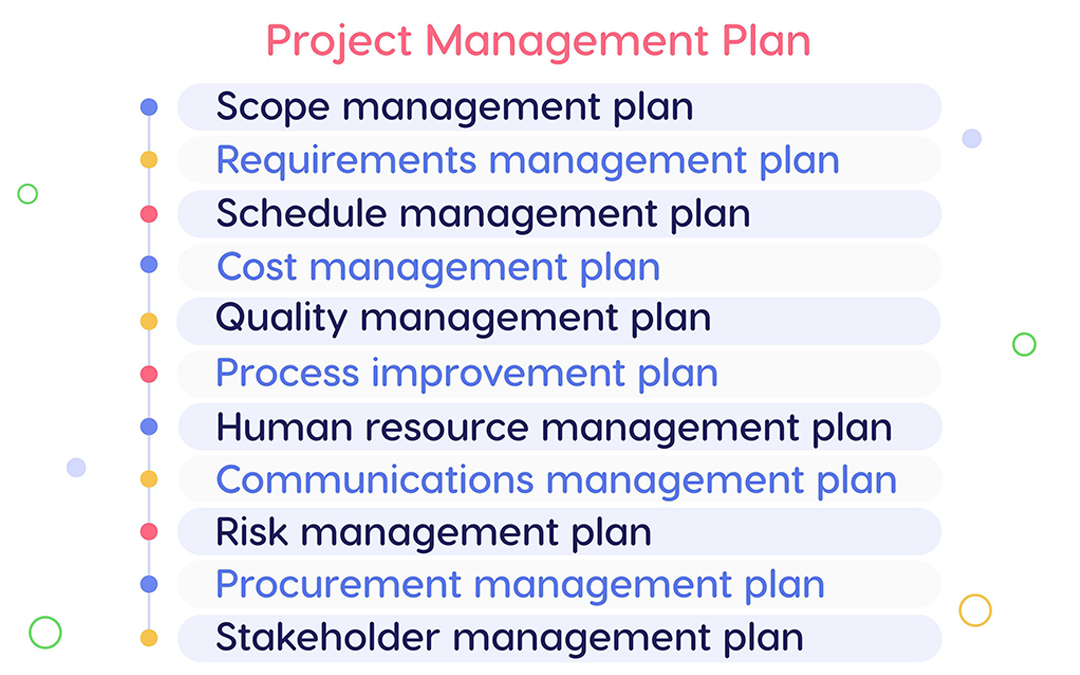 Project Management Plan
Scope management plan
Requirements management plan
Schedule management plan
Cost management plan
Quality management plan
Process improvement plan
Human resource management plan
Communications management plan
Risk management plan
Procurement management plan
Stakeholder management plan